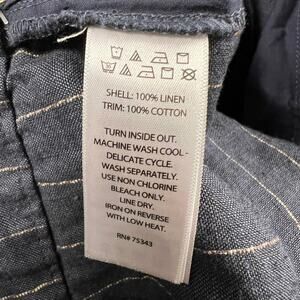 SHELL: 100% LINEN
TRIM: 100% COTTON
TURN INSIDE OUT.
MACHINE WASH COOL -
DELICATE CYCLE.
WASH SEPARATELY.
USE NON CHLORINE
BLEACH ONLY.
LINE DRY.
IRON ON REVERSE
WITH LOW HEAT.
RN# 75343